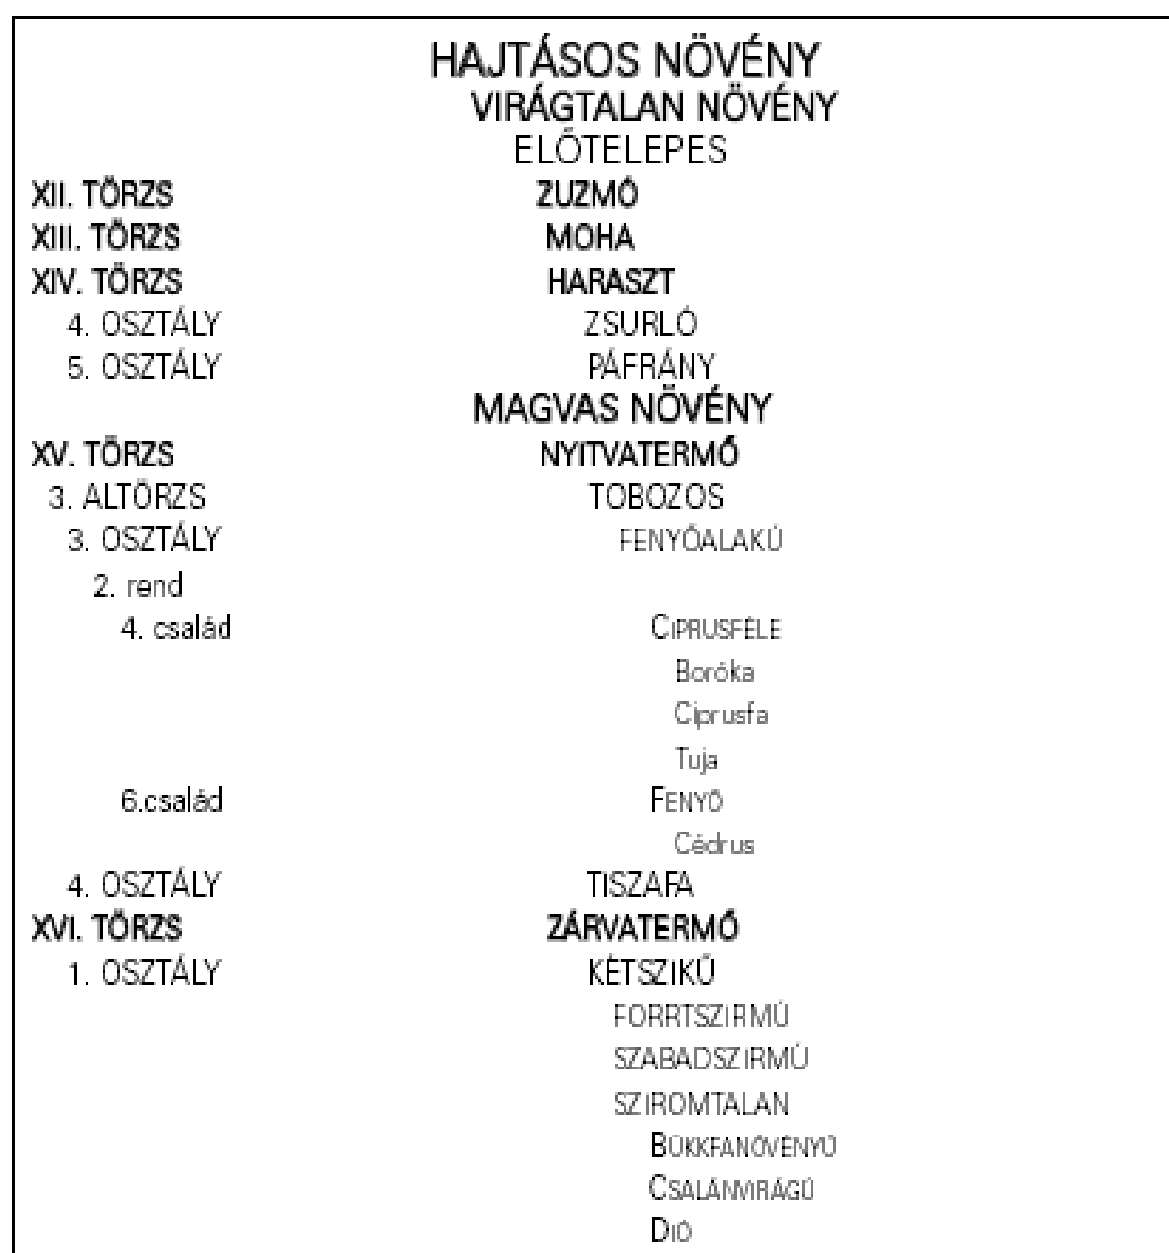 HAJTÁSOS NÖVÉNY
VIRÁGTALAN NÖVÉNY
ELŐTELEPES
XII. TÖRZS ZUZMÓ
XIII. TÖRZS MOHA
XIV. TÖRZS HARASZT
4. OSZTÁLY ZSURLÓ
5. OSZTÁLY PÁFRÁNY
MAGVAS NÖVÉNY
XV. TÖRZS NYITVATERMŐ
3. ALTÖRZS TOBOZOS
3. OSZTÁLY FENYŐALAKÚ
2. rend
4. család CIPRUSFÉLE
Boróka
Ciprusfa
Tuja
6.család FENYŐ
Cédrus
4. OSZTÁLY TISZAFA
XVI. TÖRZS ZÁRVATERMŐ
1. OSZTÁLY KÉTSZIKŰ
FORRTSZIRMÚ
SZABADSZIRMÚ
SZIROMTALAN
BÜKKFANÖVÉNYŰ
CSALÁNVIRÁGÚ
DIÓ